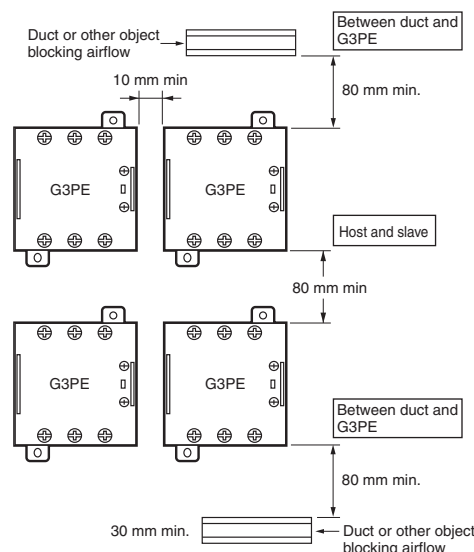 Duct or other object
blocking airflow
Between duct and
G3PE
10 mm min
80 mm min.
G3PE
G3PE
Host and slave
80 mm min
G3PE
G3PE
Between duct and
G3PE
80 mm min.
30 mm min.
Duct or other object
blocking airflow